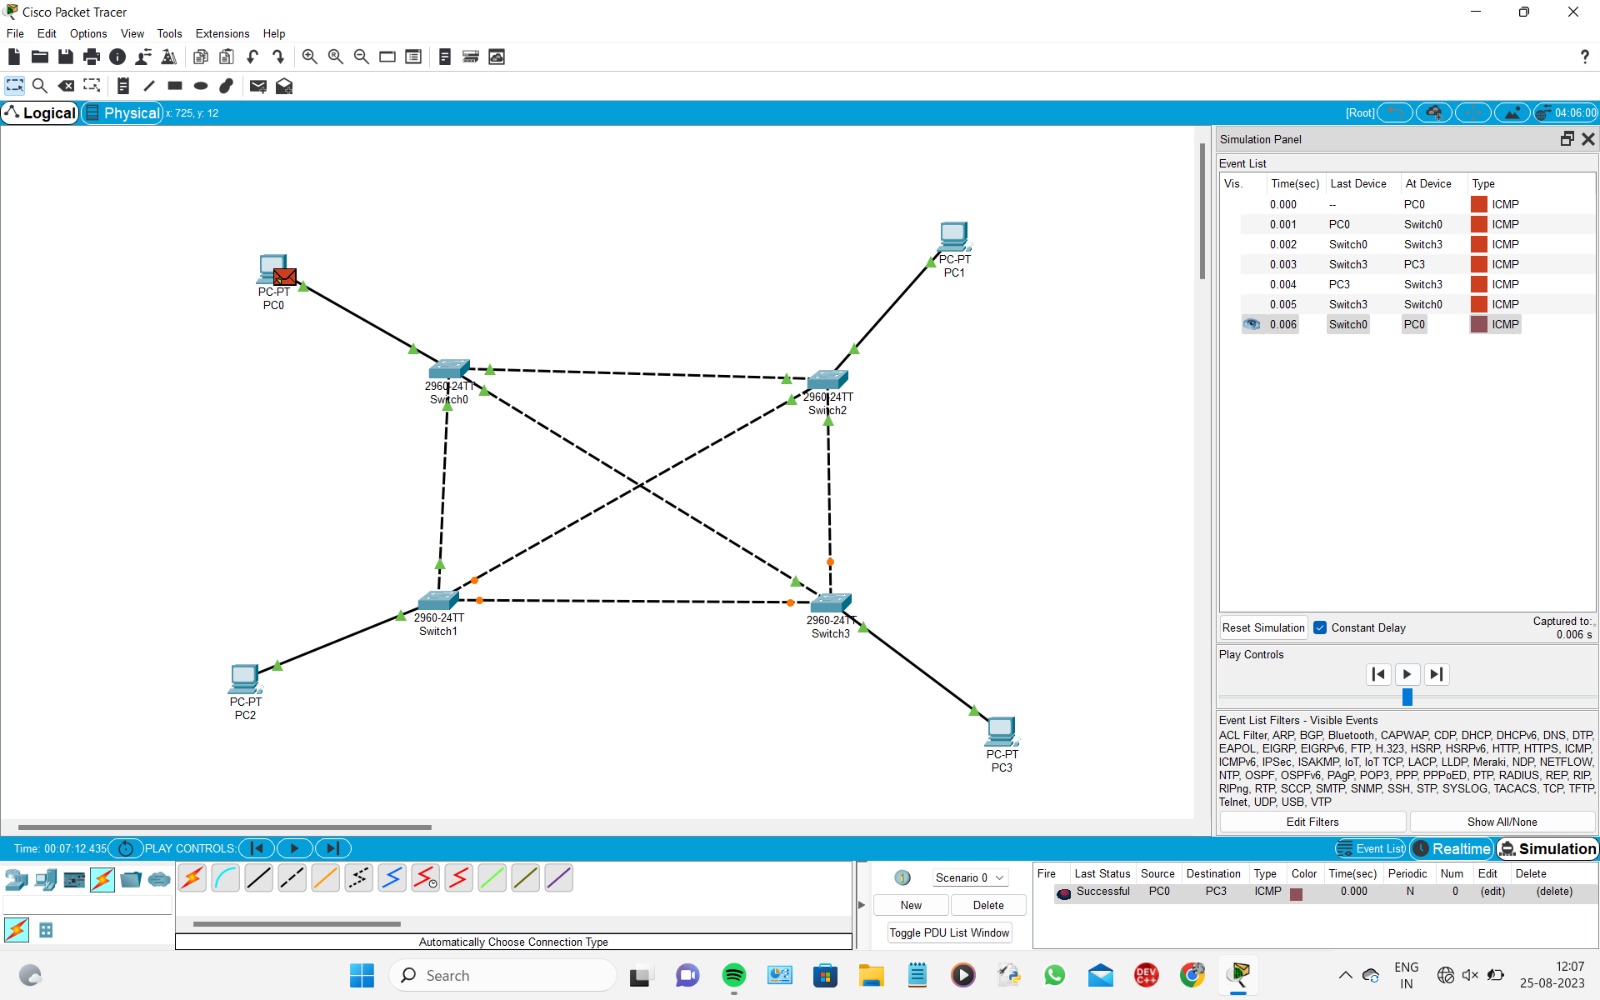 Cisco Packet Tracer
File Edit Options View Tools Extensions Help
?
Logical Physical x: 725, y: 12 [Root] 04:06:00
Simulation Panel
Event List
Vis. Time(sec) Last Device At Device Type
0.000 -- PC0 ICMP
0.001 PC0 Switch0 ICMP
0.002 Switch0 Switch3 ICMP
0.003 Switch3 PC3 ICMP
0.004 PC3 Switch3 ICMP
0.005 Switch3 Switch0 ICMP
0.006 Switch0 PC0 ICMP
PC-PT
PC0
PC-PT
PC1
2960-24TT
Switch0
2960-24TT
Switch2
2960-24TT
Switch1
2960-24TT
Switch3
PC-PT
PC2
PC-PT
PC3
Reset Simulation Constant Delay Captured to:
0.006 s
Play Controls
Event List Filters - Visible Events
ACL Filter, ARP, BGP, Bluetooth, CAPWAP, CDP, DHCP, DHCPv6, DNS, DTP,
EAPOL, EIGRP, EIGRPv6, FTP, H.323, HSRP, HSRPv6, HTTP, HTTPS, ICMP,
ICMPv6, IPSec, ISAKMP, IoT, IoT TCP, LACP, LLDP, Meraki, NDP, NETFLOW,
NTP, OSPF, OSPFv6, PAgP, POP3, PPP, PPPoED, PTP, RADIUS, REP, RIP,
RIPng, RTP, SCCP, SMTP, SNMP, SSH, STP, SYSLOG, TACACS, TCP, TFTP,
Telnet, UDP, USB, VTP
Edit Filters Show All/None
Time: 00:07:12.435 PLAY CONTROLS: Event List Realtime Simulation
Scenario 0
New Delete
Toggle PDU List Window
Fire Last Status Source Destination Type Color Time(sec) Periodic Num Edit Delete
Successful PC0 PC3 ICMP 0.000 N 0 (edit) (delete)
Automatically Choose Connection Type
Search
DEV C++
ENG
IN
12:07
25-08-2023